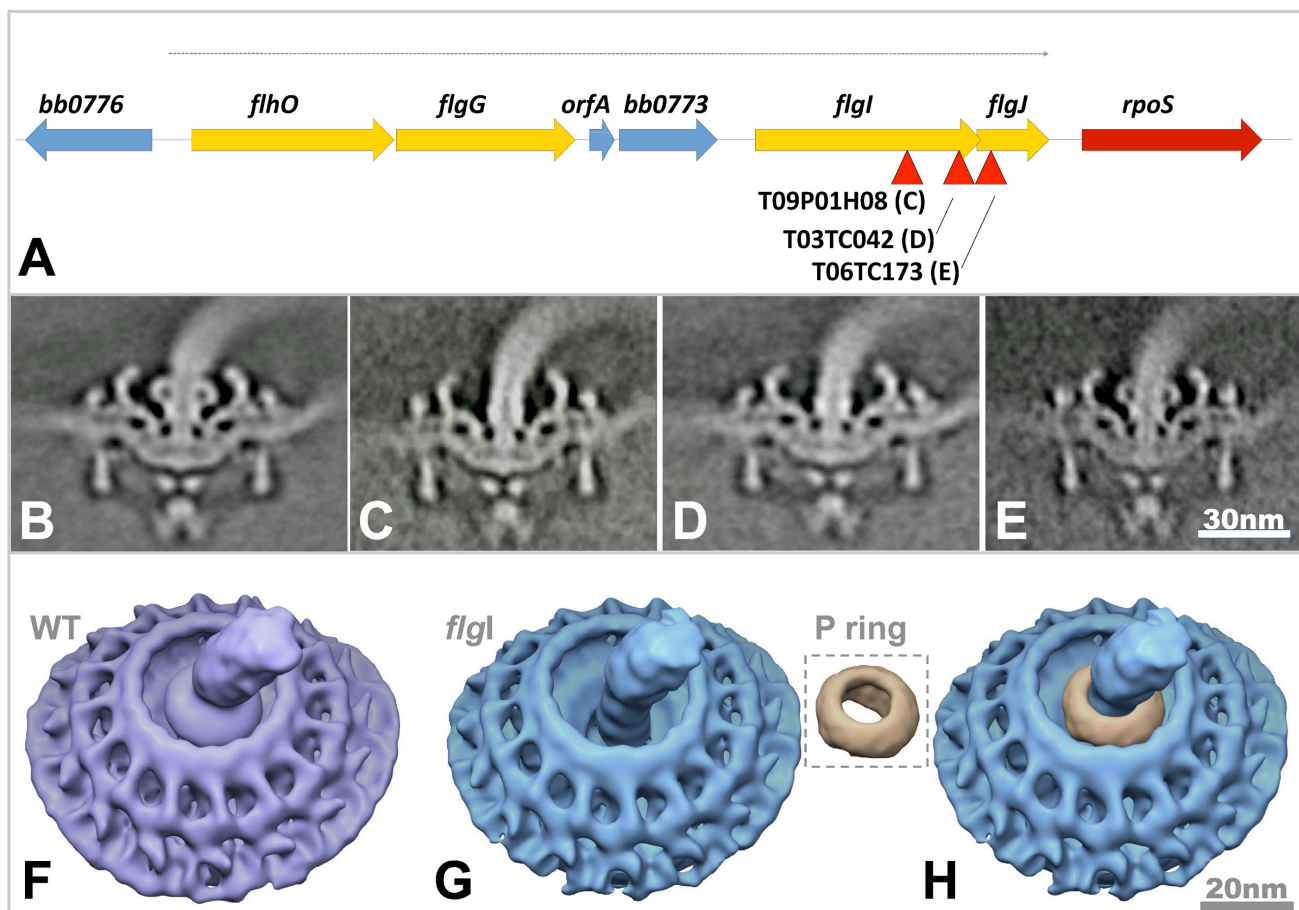 bb0776 flhO flgG orfA bb0773 flgI flgJ rpoS
T09P01H08 (C)
T03TC042 (D)
T06TC173 (E)
A
B C D E
30nm
WT flgI P ring
F G H
20nm